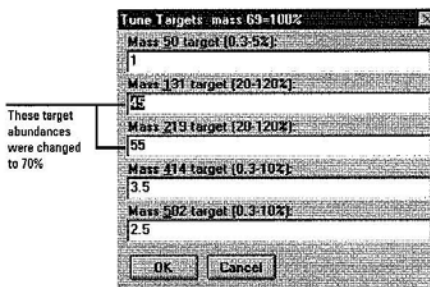 Tune Targets mass 69=100%
Mass 50 target (0.3-5%):
1
Mass 131 target (20-120%):
45
Mass 219 target (20-120%):
55
Mass 414 target (0.3-10%):
3.5
Mass 502 target (0.3-10%):
2.5
OK Cancel
These target
abundances
were changed
to 70%